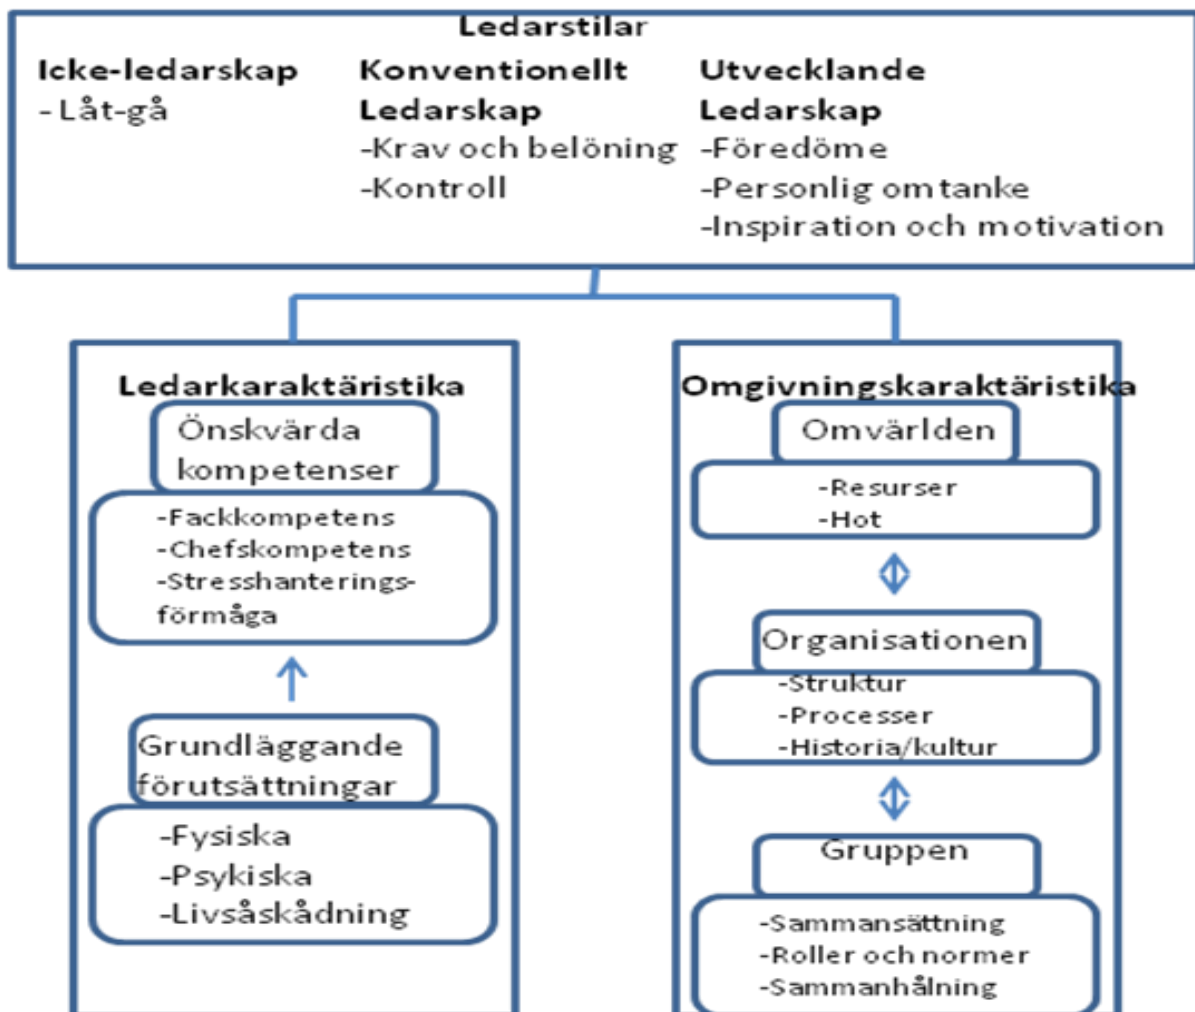 Ledarstilar
Icke-ledarskap
- Låt-gå
Konventionellt
Ledarskap
-Krav och belöning
-Kontroll
Utvecklande
Ledarskap
-Föredöme
-Personlig omtanke
-Inspiration och motivation
Ledarkaraktäristika
Önskvärda
kompetenser
-Fackkompetens
-Chefskompetens
-Stresshanterings-
förmåga
Grundläggande
förutsättningar
-Fysiska
-Psykiska
-Livsåskådning
Omgivningskaraktäristika
Omvärlden
-Resurser
-Hot
Organisationen
-Struktur
-Processer
-Historia/kultur
Gruppen
-Sammansättning
-Roller och normer
-Sammanhålning